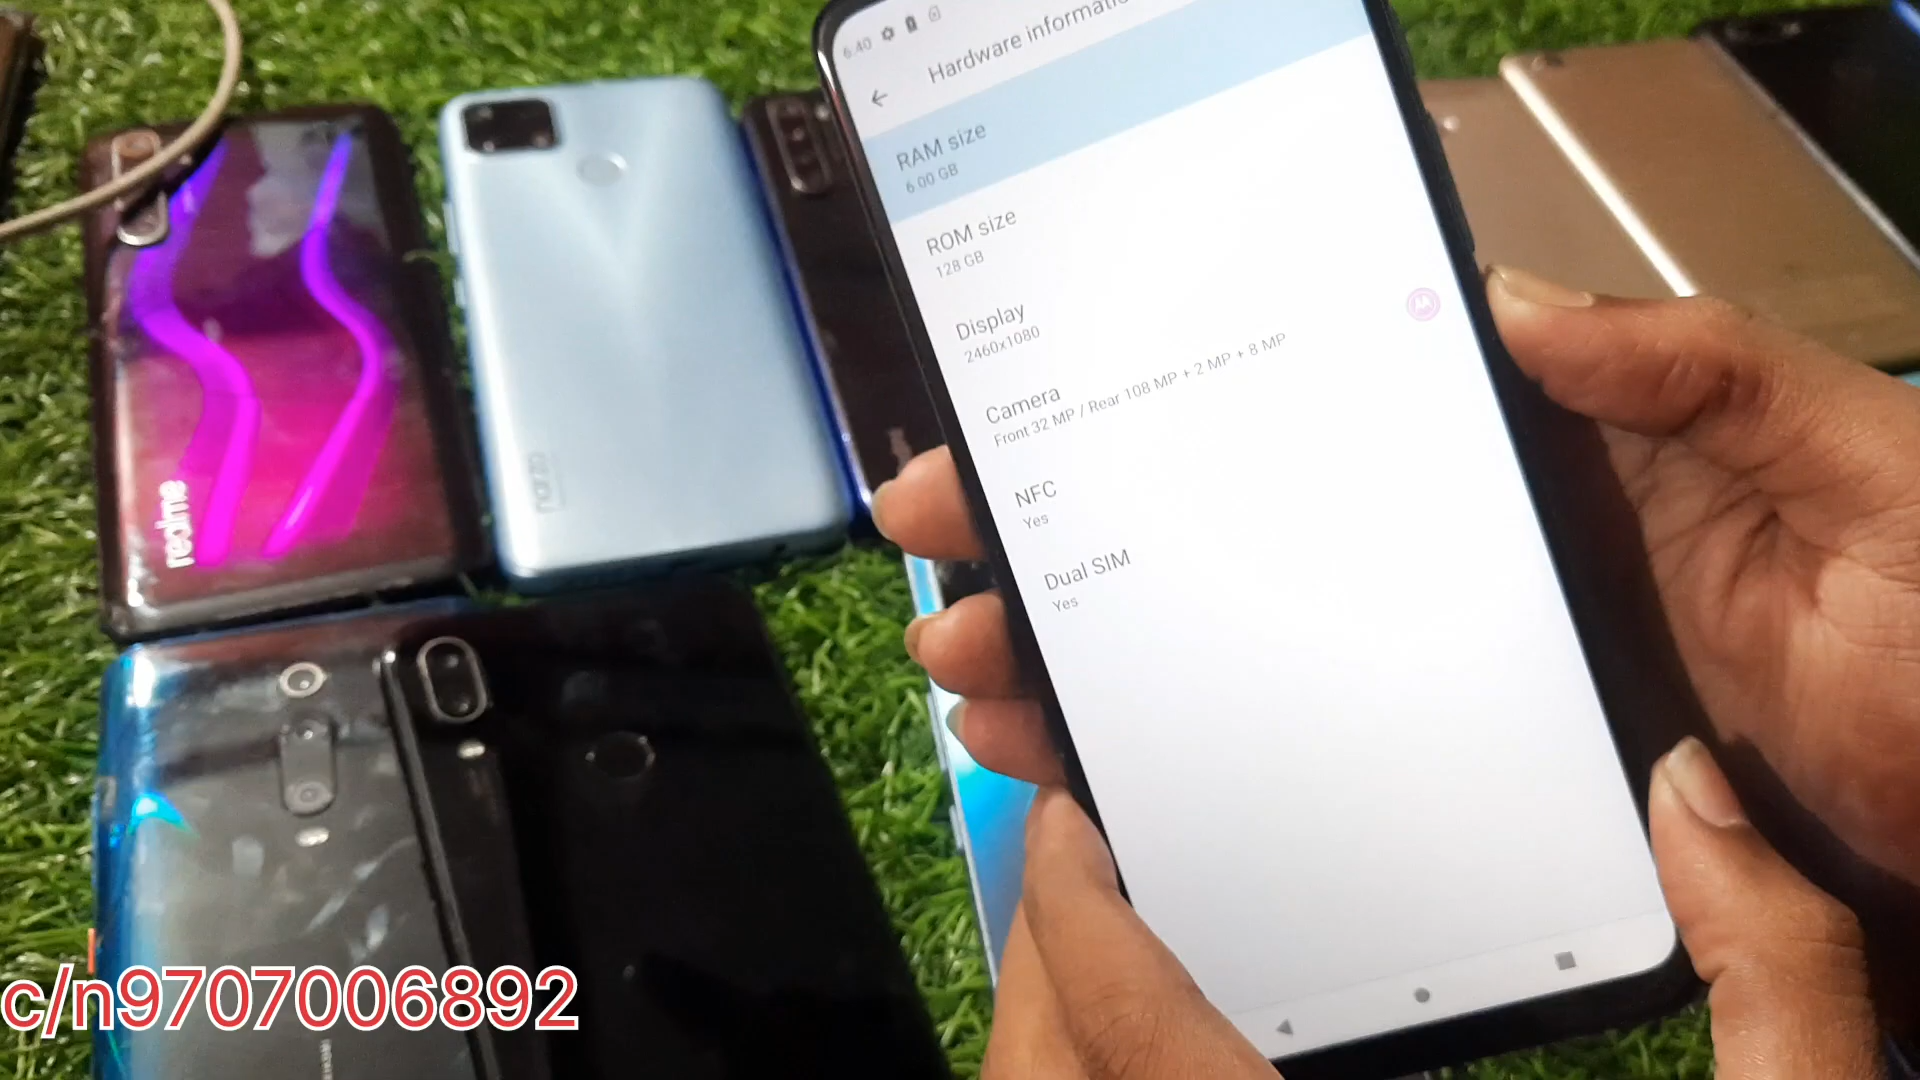 6:40
Hardware informatio
RAM size
6.00 GB
ROM size
128 GB
Display
2460x1080
Camera
Front 32 MP / Rear 108 MP + 2 MP + 8 MP
NFC
Yes
Dual SIM
Yes
realme
narzo
c/n9707006892